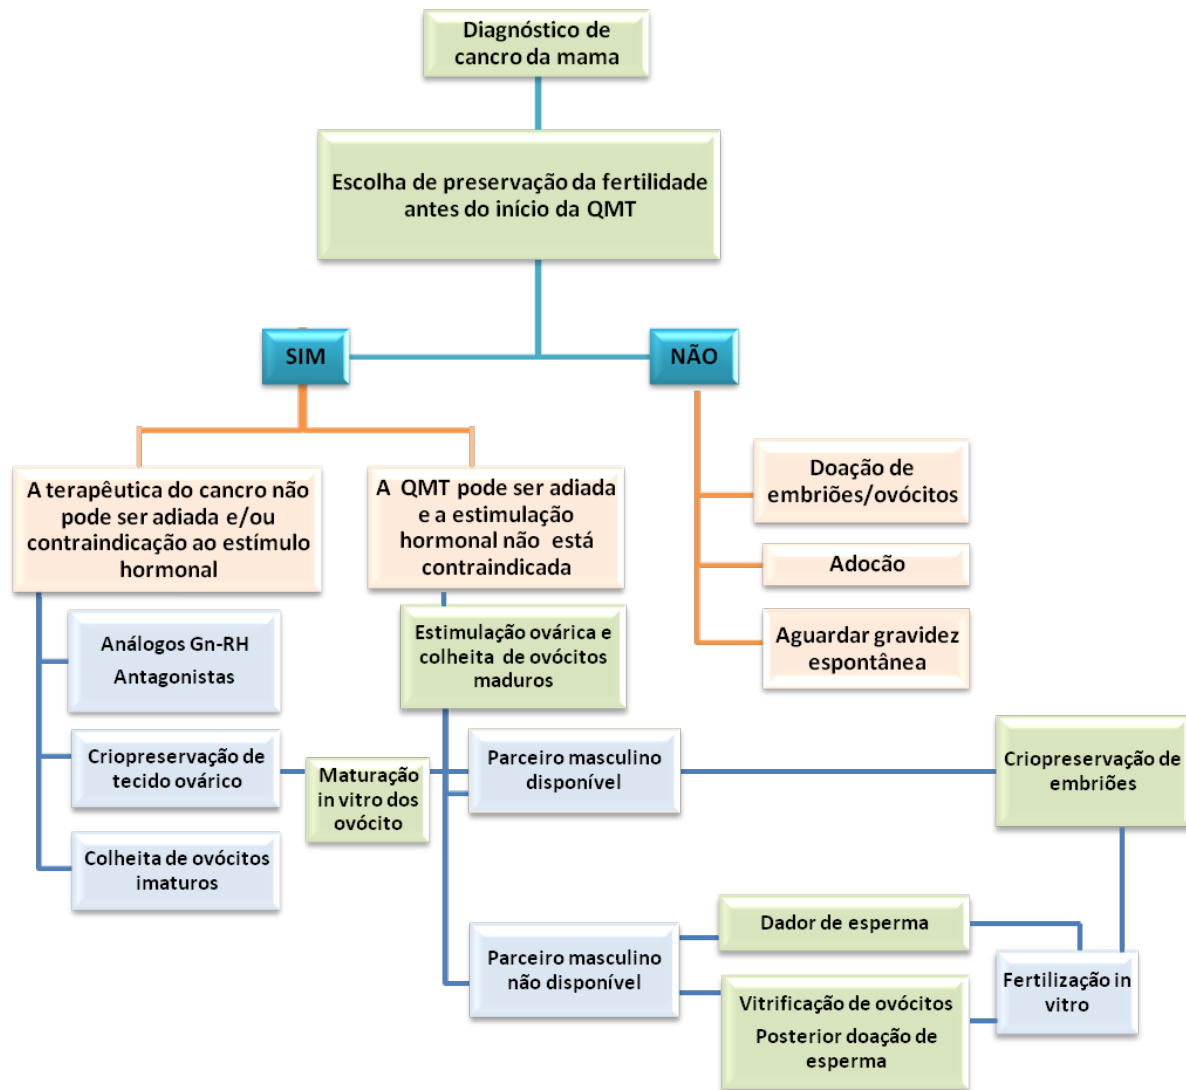 Diagnóstico de
cancro da mama
Escolha de preservação da fertilidade
antes do início da QMT
SIM
NÃO
A terapêutica do cancro não
pode ser adiada e/ou
contraindicação ao estímulo
hormonal
A QMT pode ser adiada
e a estimulação
hormonal não está
contraindicada
Doação de
embriões/ovócitos
Adocão
Aguardar gravidez
espontânea
Análogos Gn-RH
Antagonistas
Estimulação ovárica e
colheita de ovócitos
maduros
Criopreservação de
tecido ovárico
Maturação
in vitro dos
ovócito
Parceiro masculino
disponível
Criopreservação de
embriões
Colheita de ovócitos
imaturos
Parceiro masculino
não disponível
Dador de esperma
Vitrificação de ovócitos
Posterior doação de
esperma
Fertilização in
vitro